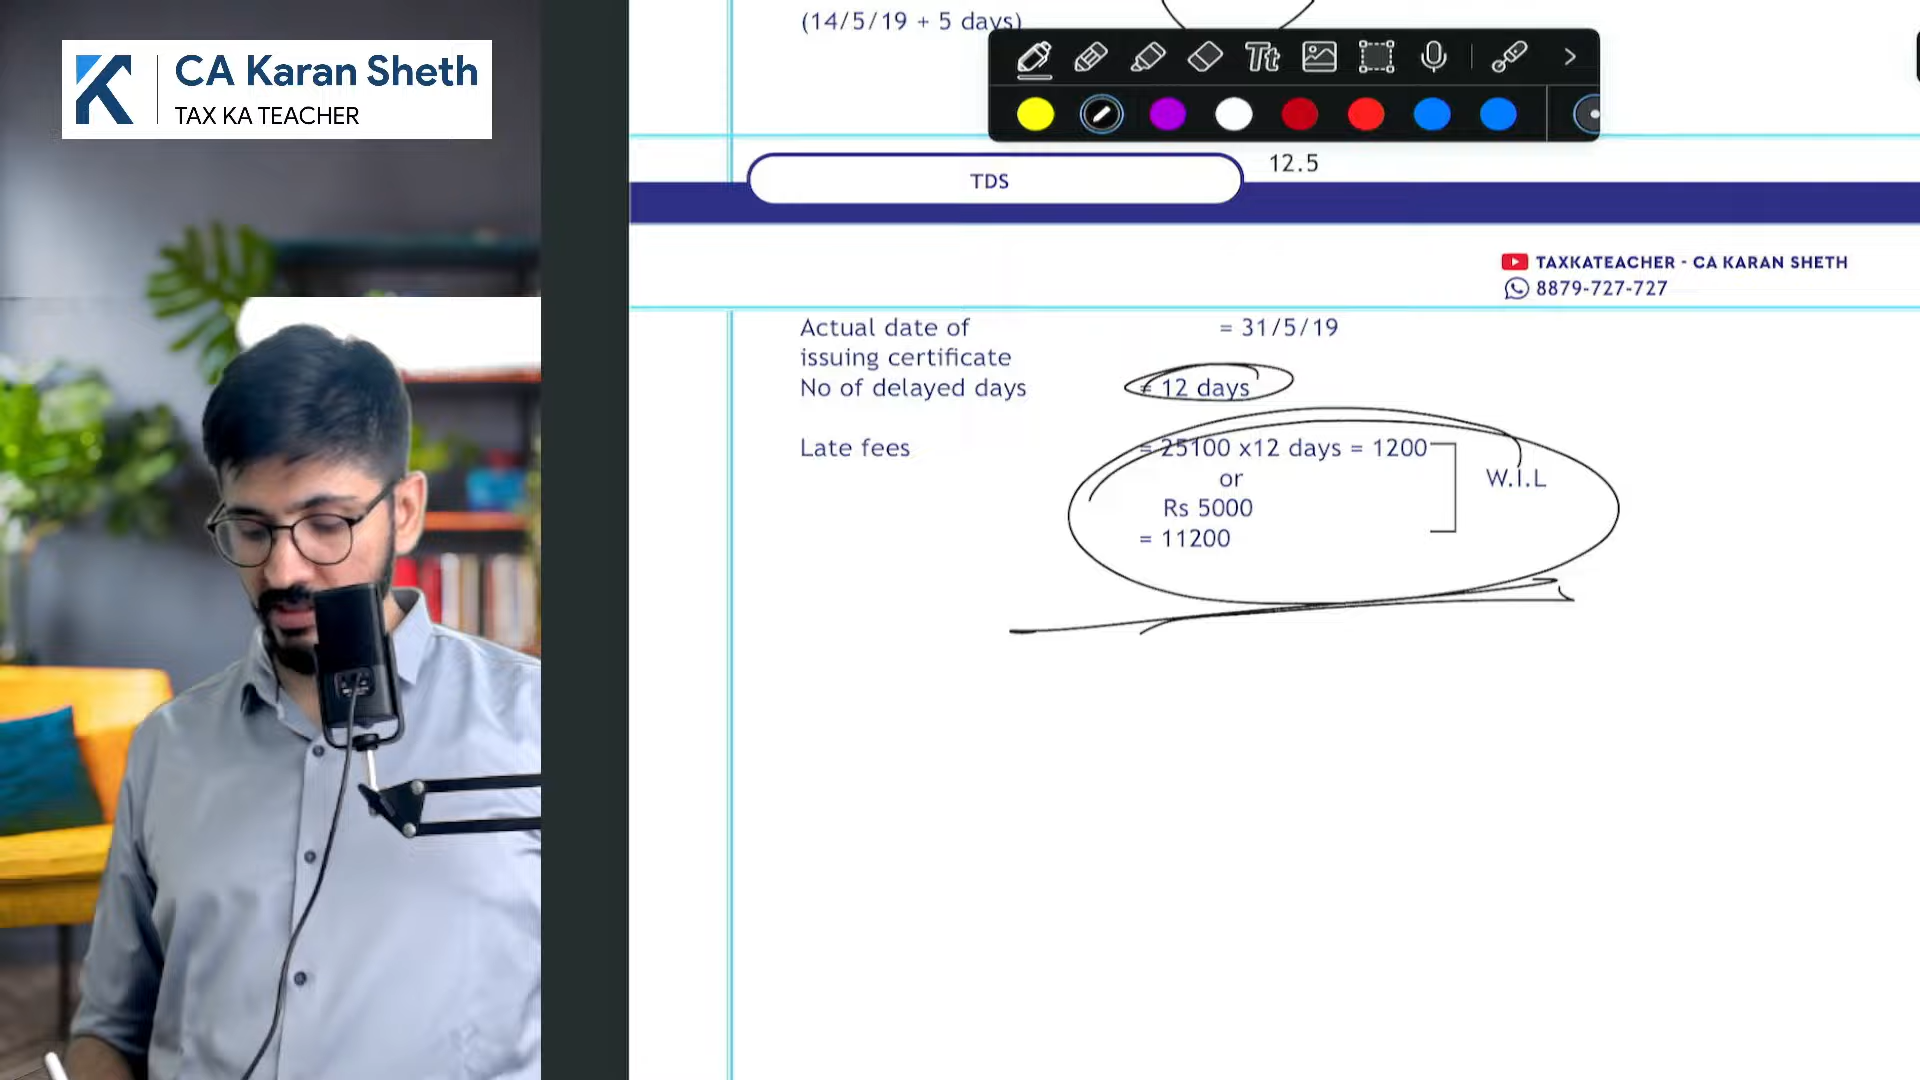 CA Karan Sheth
TAX KA TEACHER
(14/5/19 + 5 days)
Tt
12.5
TDS
TAXKATEACHER - CA KARAN SHETH
8879-727-727
Actual date of = 31/5/19
issuing certificate
No of delayed days = 12 days
Late fees = 25100 x12 days = 1200
or
W.I.L
Rs 5000
= 11200